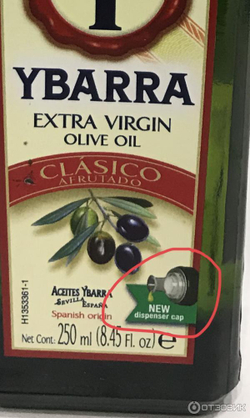 YBARRA
EXTRA VIRGIN
OLIVE OIL
CLÁSICO
AFRUTADO
ACEITES YBARRA
SEVILLA ESPAÑA
Spanish origin
NEW
dispenser cap
Net Cont: 250 ml (8.45 Fl. oz) e
H1353361-1